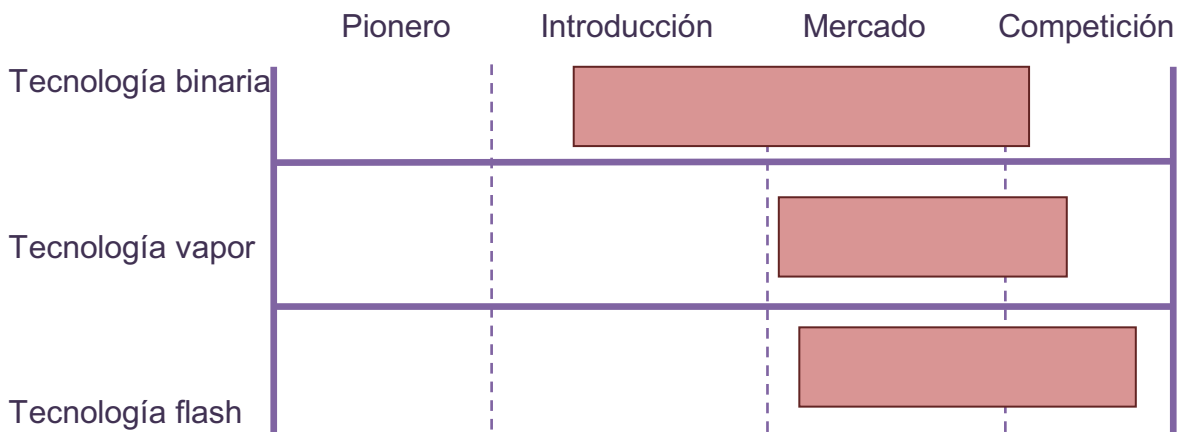 Pionero Introducción Mercado Competición
Tecnología binaria
Tecnología vapor
Tecnología flash